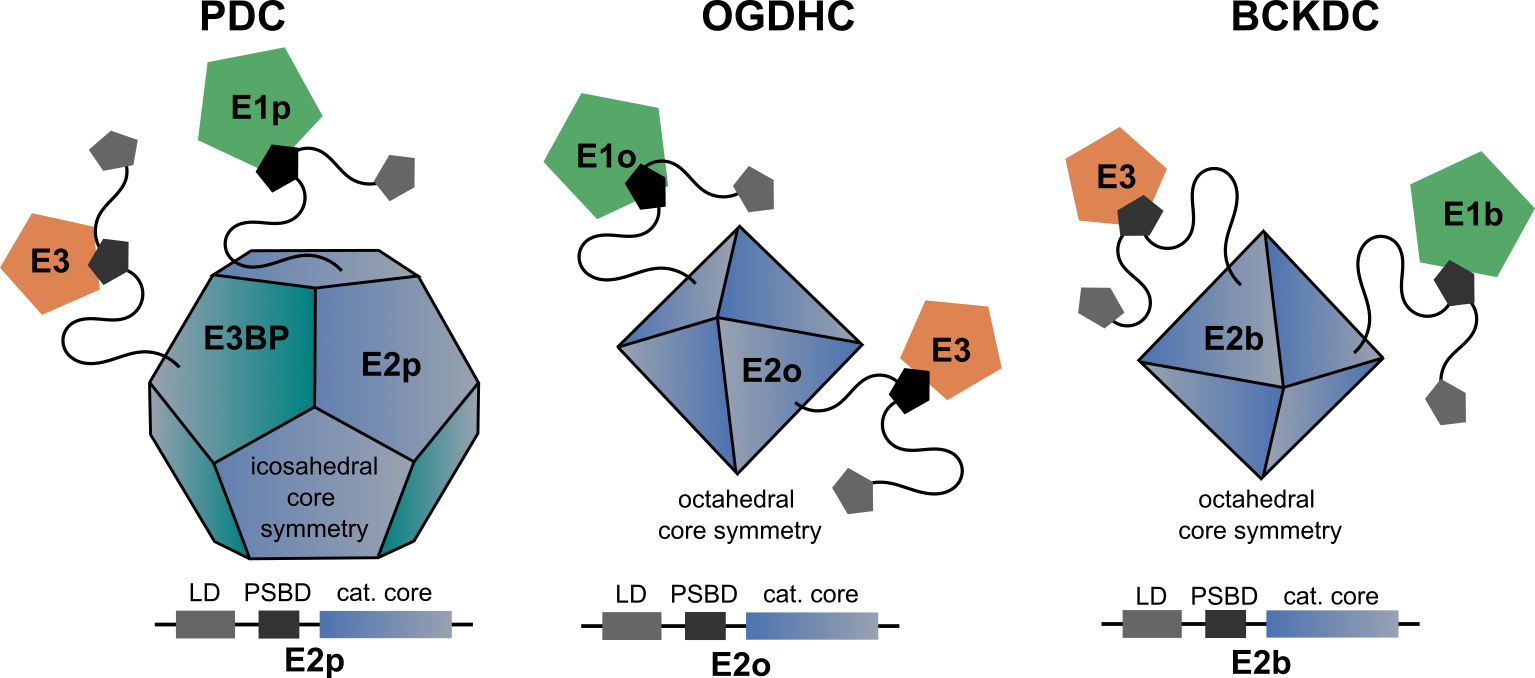 PDC
E1p
E3
E3BP
E2p
icosahedral
core
symmetry
LD PSBD cat. core
E2p
OGDHC
E1o
E3
E2o
octahedral
core symmetry
LD PSBD cat. core
E2o
BCKDC
E3
E1b
E2b
octahedral
core symmetry
LD PSBD cat. core
E2b